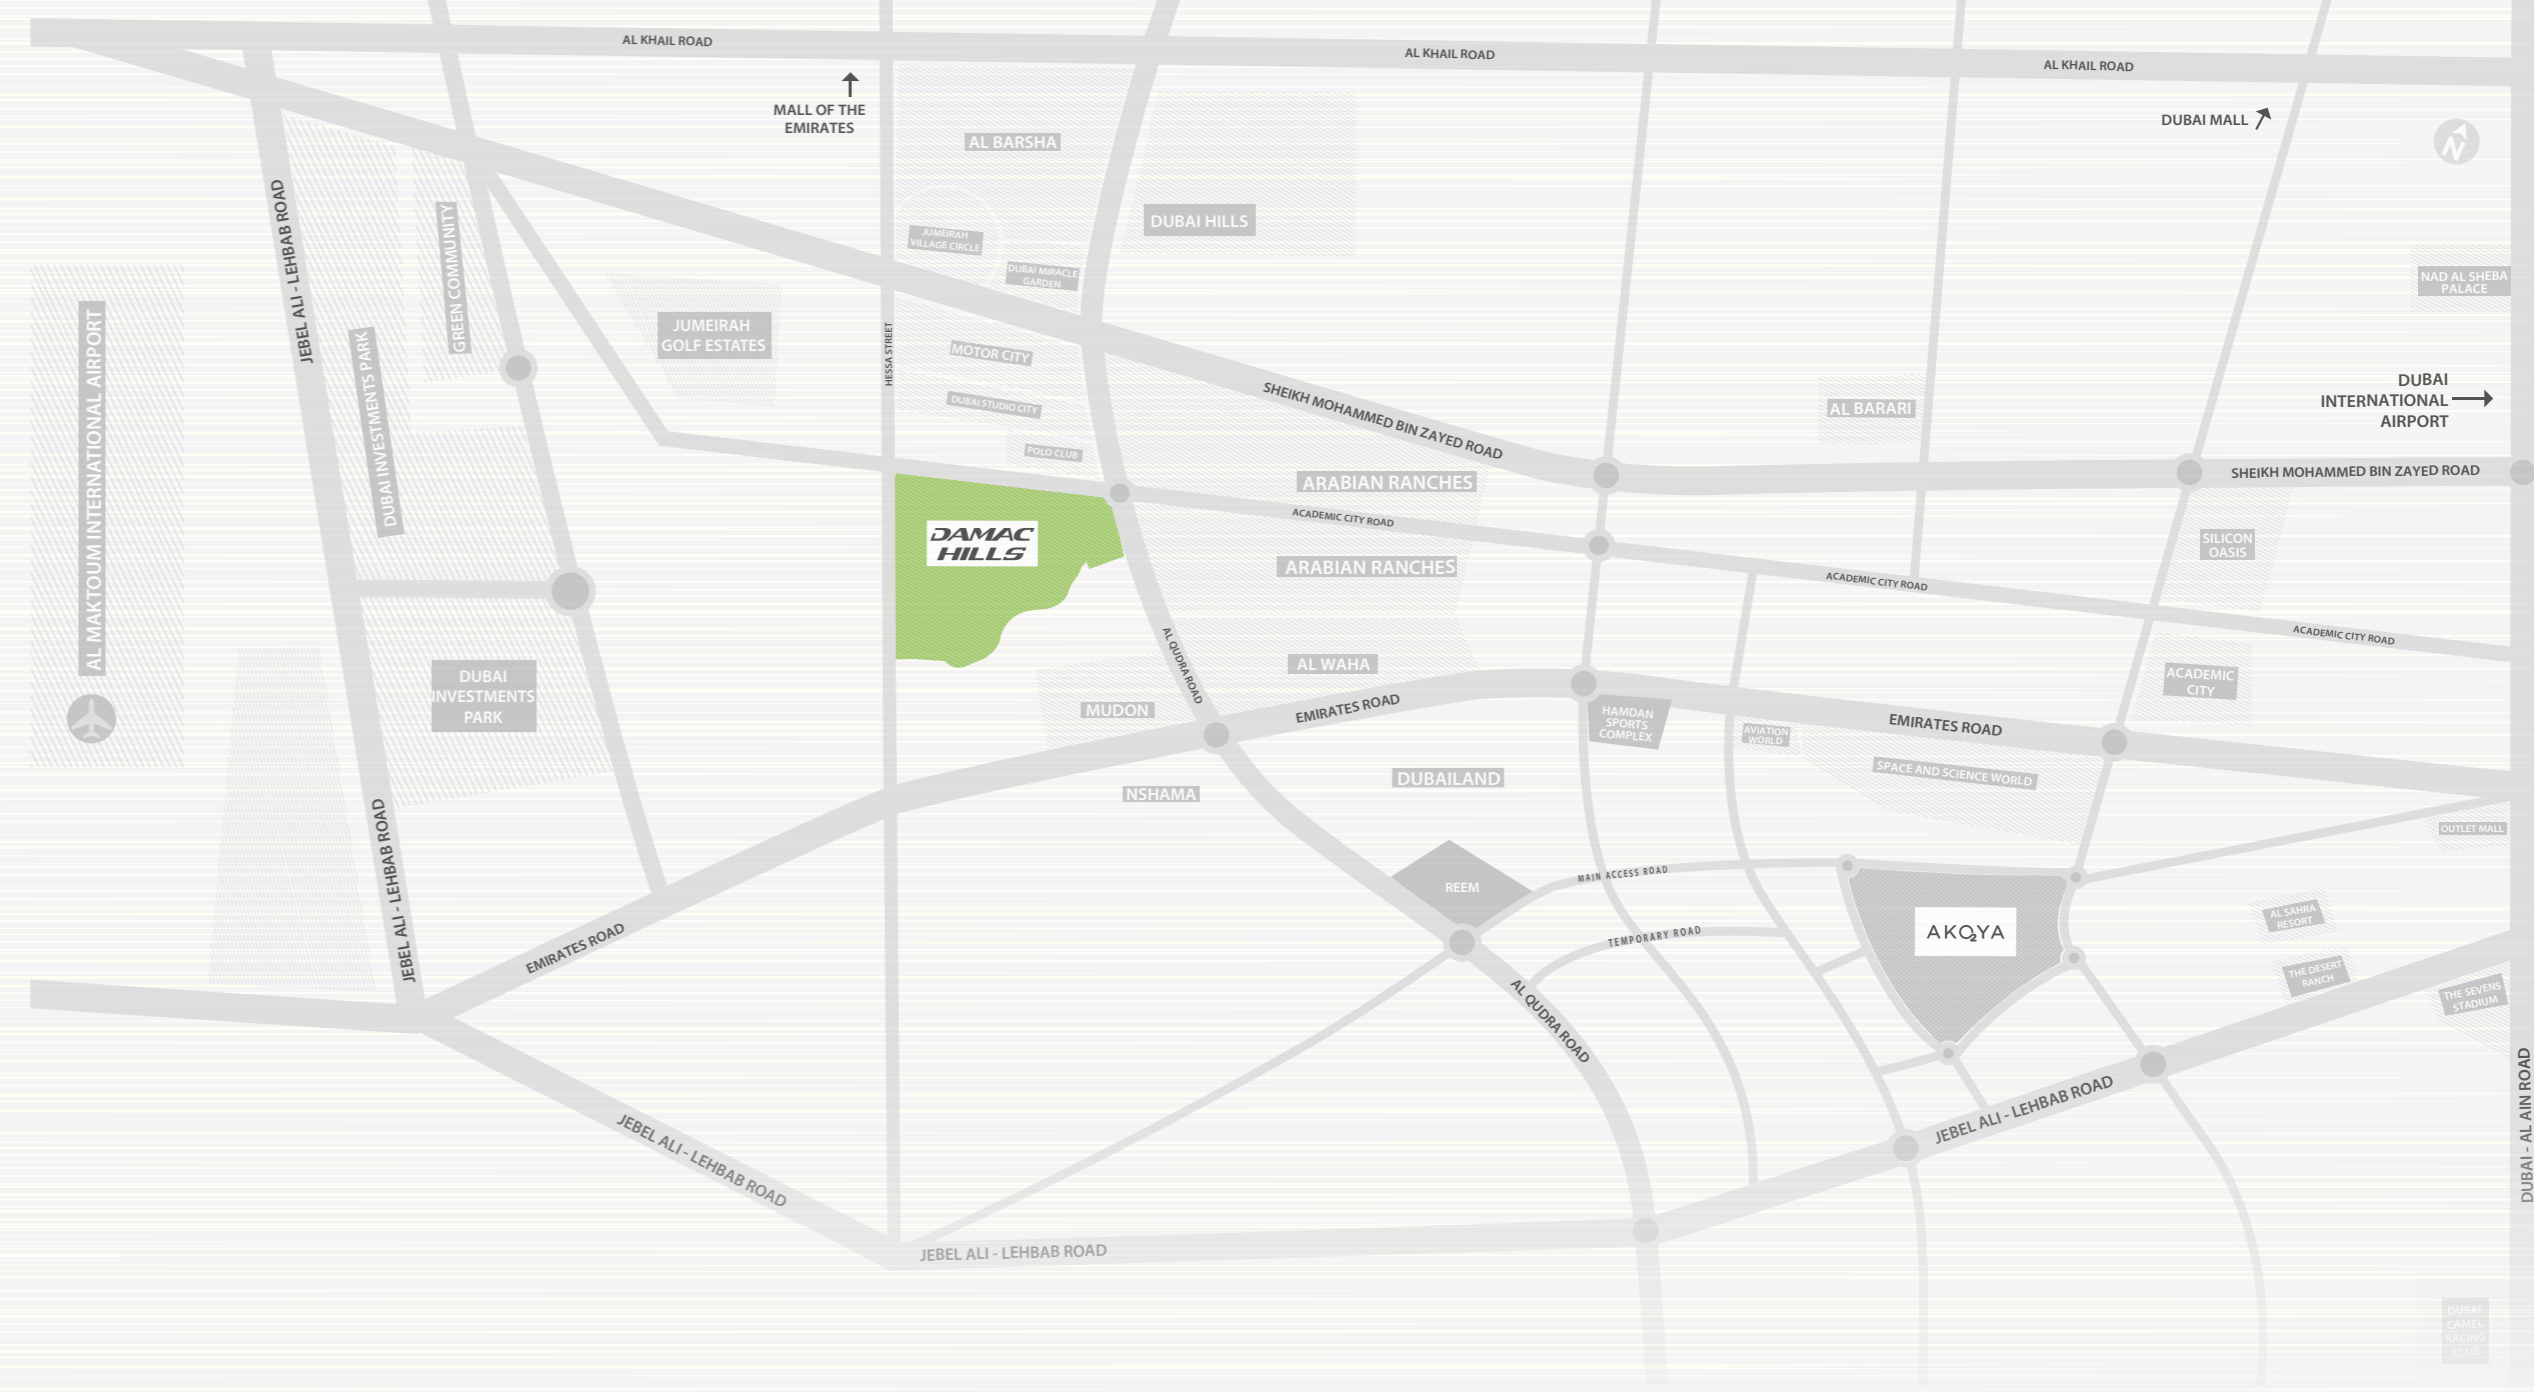 AL KHAIL ROAD
AL KHAIL ROAD
AL KHAIL ROAD
MALL OF THE
EMIRATES
DUBAI MALL
N
AL BARSHA
DUBAI HILLS
JUMEIRAH
VILLAGE CIRCLE
DUBAI MIRACLE
GARDEN
NAD AL SHEBA
PALACE
JEBEL ALI - LEHBAB ROAD
GREEN COMMUNITY
AL MAKTOUM INTERNATIONAL AIRPORT
DUBAI INVESTMENTS PARK
JUMEIRAH
GOLF ESTATES
HESSA STREET
MOTOR CITY
DUBAI STUDIO CITY
POLO CLUB
SHEIKH MOHAMMED BIN ZAYED ROAD
AL BARARI
DUBAI
INTERNATIONAL
AIRPORT
SHEIKH MOHAMMED BIN ZAYED ROAD
ARABIAN RANCHES
ACADEMIC CITY ROAD
ARABIAN RANCHES
DAMAC
HILLS
SILICON
OASIS
ACADEMIC CITY ROAD
ACADEMIC CITY ROAD
AL QUDRA ROAD
AL WAHA
ACADEMIC
CITY
DUBAI
INVESTMENTS
PARK
MUDON
EMIRATES ROAD
HAMDAN
SPORTS
COMPLEX
AVIATION
WORLD
EMIRATES ROAD
SPACE AND SCIENCE WORLD
DUBAILAND
NSHAMA
OUTLET MALL
JEBEL ALI - LEHBAB ROAD
REEM
MAIN ACCESS ROAD
TEMPORARY ROAD
AKO2YA
AL SAHRA
RESORT
THE DESERT
RANCH
THE SEVENS
STADIUM
EMIRATES ROAD
AL QUDRA ROAD
JEBEL ALI - LEHBAB ROAD
JEBEL ALI - LEHBAB ROAD
DUBAI - AL AIN ROAD
JEBEL ALI - LEHBAB ROAD
DUBAI
CAMEL
RACING
CLUB